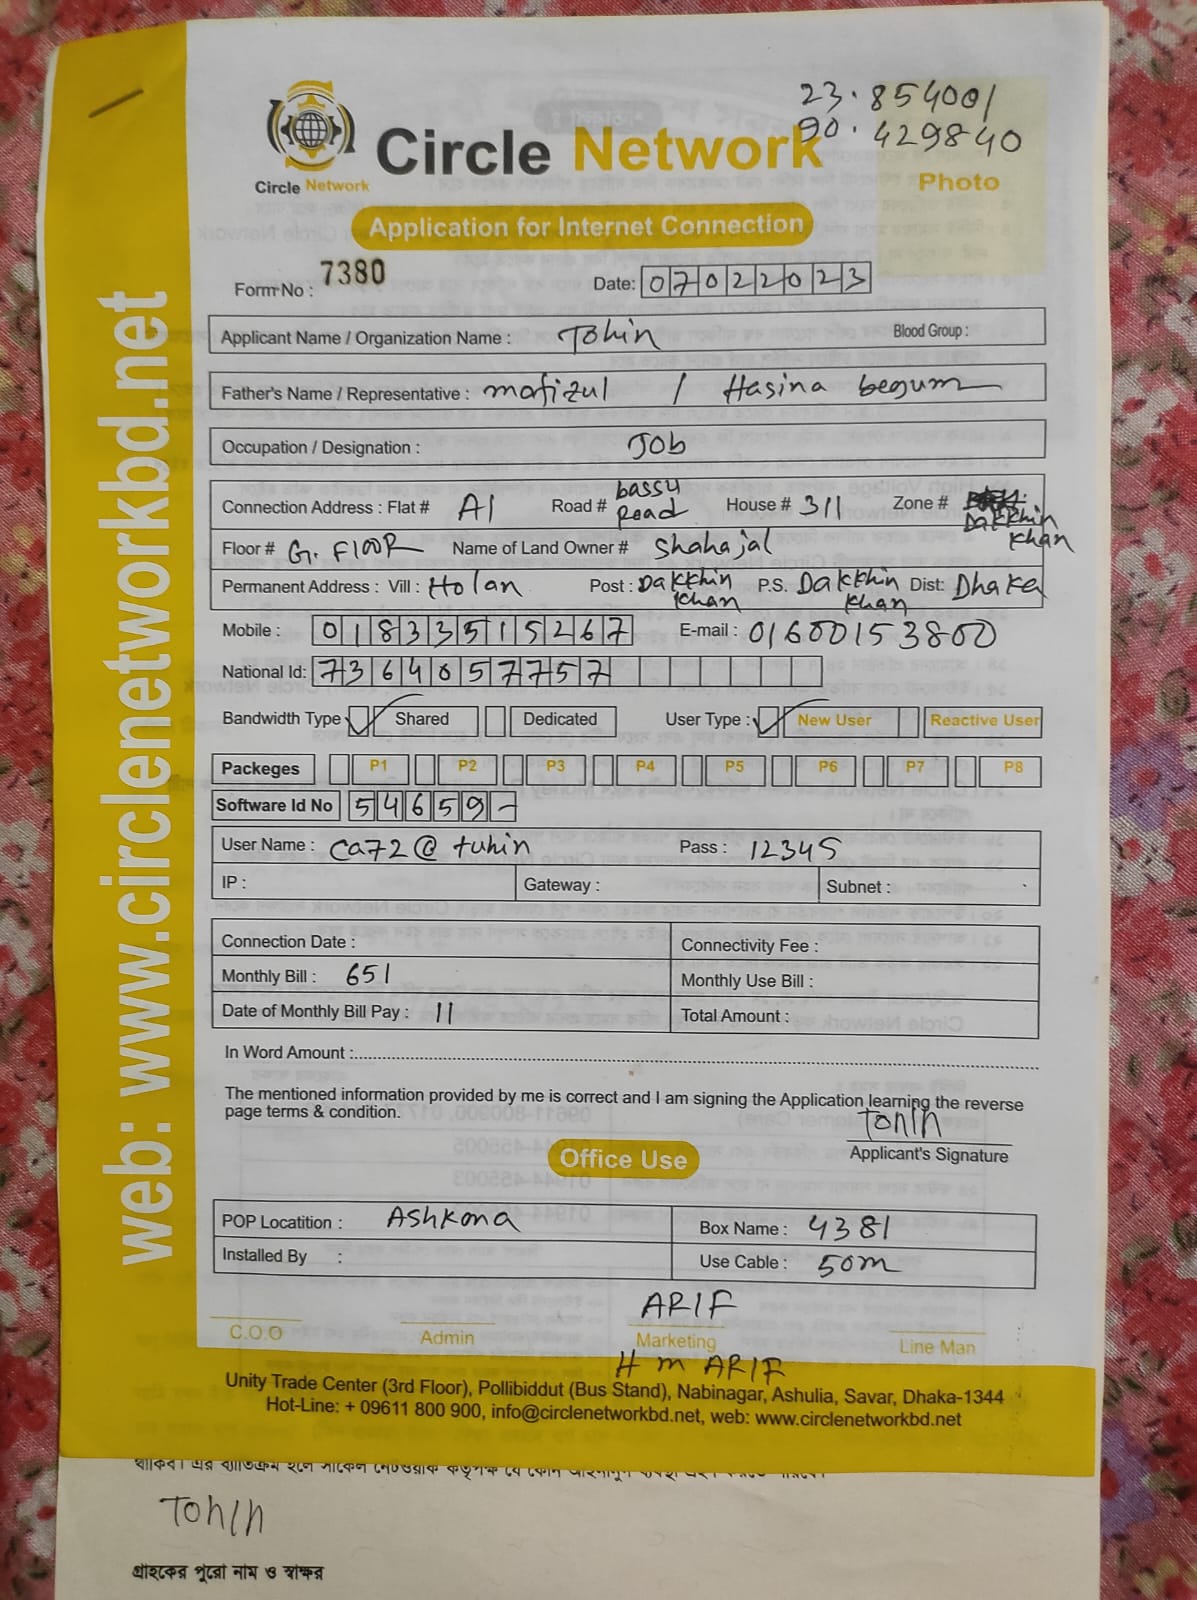 23.854001
90.429840
Circle Network
Circle Network
Photo
Application for Internet Connection
Form No : 7380
Date: 07022023
Applicant Name / Organization Name : Tohin Blood Group :
Father's Name / Representative : mofizul / Hasina begum
Occupation / Designation : Job
Connection Address : Flat # A1 Road # bassu Road House # 311 Zone # Dakkhin Khan
Floor # G. FlOOR Name of Land Owner # Shahajal
Permanent Address : Vill : Holan Post : Dakkhin Khan P.S. Dakkhin Khan Dist: Dhaka
Mobile : 01833515267 E-mail : 01600153800
National Id: 7364057757
Bandwidth Type Shared Dedicated User Type : New User Reactive User
Packeges P1 P2 P3 P4 P5 P6 P7 P8
Software Id No 54659-
User Name : ca72@tuhin Pass : 12345
IP : Gateway : Subnet :
Connection Date : Connectivity Fee :
Monthly Bill : 651 Monthly Use Bill :
Date of Monthly Bill Pay : 11 Total Amount :
In Word Amount :
The mentioned information provided by me is correct and I am signing the Application learning the reverse
page terms & condition.
Tohin
Applicant's Signature
Office Use
POP Locatition : Ashkona Box Name : 4381
Installed By : Use Cable : 50m
ARIF
C.O.O Admin Marketing Line Man
H m ARIF
Unity Trade Center (3rd Floor), Pollibiddut (Bus Stand), Nabinagar, Ashulia, Savar, Dhaka-1344
Hot-Line: + 09611 800 900, info@circlenetworkbd.net, web: www.circlenetworkbd.net
web: www.circlenetworkbd.net
Tohin
গ্রাহকের পুরো নাম ও স্বাক্ষর